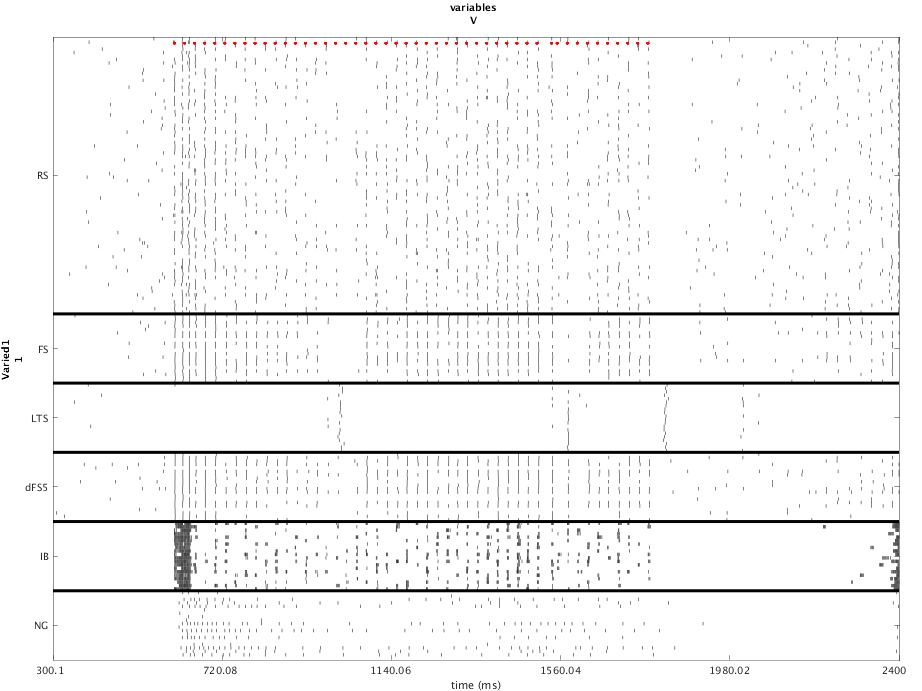 variables
V
RS
FS
LTS
dFS5
IB
NG
Varied1
1
300.1 720.08 1140.06 1560.04 1980.02 2400
time (ms)